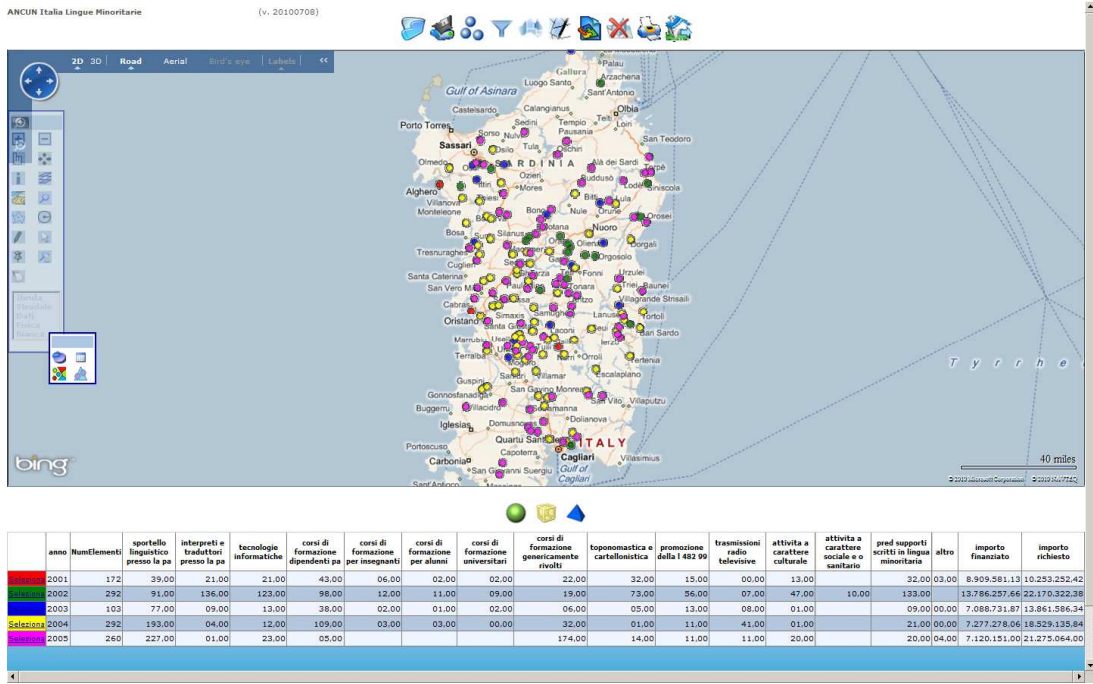 ANCUN Italia Lingue Minoritarie (v. 20100708)
2D 3D Road Aerial Bird's eye Labels <<
Palau
Gallura
Arzachena
Luogo Santo
Gulf of Asinara
Sant'Antonio
Castelsardo
Calangianus
Olbia
Telti
Loiri
Porto Torres
Sedini
Tempio
Pausania
Sorso
San Teodoro
Sassari
Osilo
Tula
Oschiri
Olmedo
SARDINIA
Alà dei Sardi
Ozieri
Mores
Buddusò
Siniscola
Alghero
Villanova
Monteleone
Thiesi
Nule
Orune
Lula
Orosei
Bosa
Silanus
Nuoro
Dorgali
Tresnuraghes
Orgosolo
Cuglieri
Fonni
Urzulei
Santa Caterina
Baunei
Tonara
Villagrande Strisaili
Cabras
Simaxis
Samugheo
Tortolì
Oristano
Laconi
Seui
Bari Sardo
Marrubiu
Terralba
Mogoro
Nurri
Orroli
Escalaplano
Guspini
Villamar
San Gavino Monreale
Gonnosfanadiga
San Vito
Villaputzu
Buggerru
Villacidro
Dolianova
Iglesias
Domusnovas
Portoscuso
Capoterra
ITALY
Carbonia
Cagliari
Villasimius
San Giovanni Suergiu
Gulf of
Cagliari
Sant'Antioco
T y r r h e
bing
40 miles
© 2010 Microsoft Corporation © 2010 NAVTEQ
anno NumElementi sportello linguistico presso la pa interpreti e traduttori presso la pa tecnologie informatiche corsi di formazione dipendenti pa corsi di formazione per insegnanti corsi di formazione per alunni corsi di formazione universitari corsi di formazione genericamente rivolti toponomastica e cartellonistica promozione della l 482 99 trasmissioni radio televisive attivita a carattere culturale attivita a carattere sociale e o sanitario pred supporti scritti in lingua minoritaria altro importo finanziato importo richiesto
Seleziona 2001 172 39,00 21,00 21,00 43,00 06,00 02,00 02,00 22,00 32,00 15,00 00,00 13,00 32,00 03,00 8.909.581,13 10.253.252,42
Seleziona 2002 292 91,00 136,00 123,00 98,00 12,00 11,00 09,00 19,00 73,00 56,00 07,00 47,00 10,00 133,00 13.786.257,66 22.170.322,38
Seleziona 2003 103 77,00 09,00 13,00 38,00 02,00 01,00 02,00 06,00 05,00 13,00 08,00 01,00 09,00 00,00 7.088.731,87 13.861.586,34
Seleziona 2004 292 193,00 04,00 12,00 109,00 03,00 03,00 00,00 32,00 01,00 11,00 41,00 01,00 21,00 00,00 7.277.278,06 18.529.135,84
Seleziona 2005 260 227,00 01,00 23,00 05,00 174,00 14,00 11,00 11,00 20,00 20,00 04,00 7.120.151,00 21.275.064,00